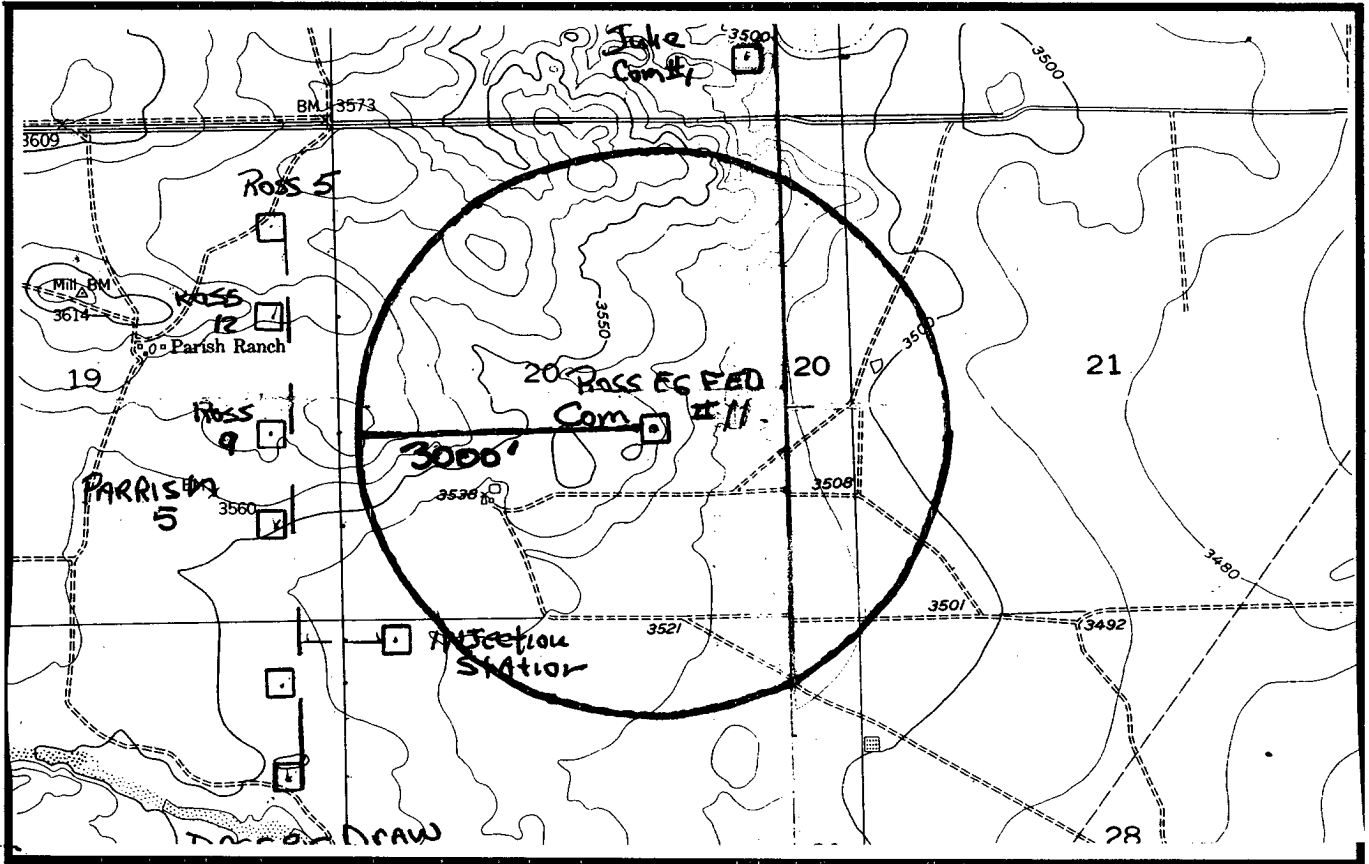 Julie
Com #1
3500
3500
BM 3573
3609
Ross 5
Mill BM
3614
ROSS
12
Parish Ranch
3550
3500
19
20
20
21
ROSS EG FED
Com #11
Ross
9
3000'
PARRISH
5
3560
3538
3508
3480
3501
3521
3492
INJECTION
STATION
28
DRAW